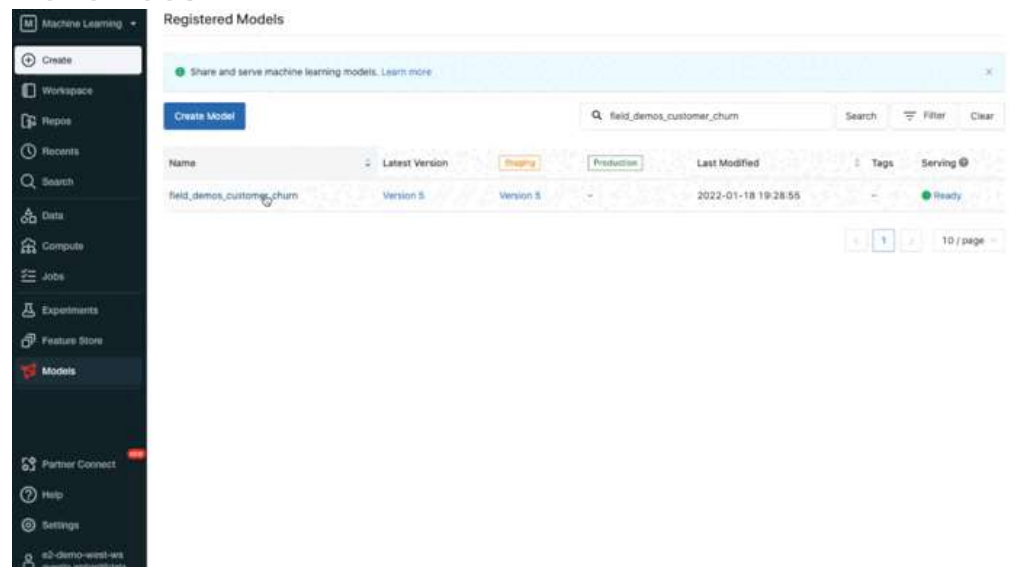 Machine Learning
Registered Models
Create
Share and serve machine learning models. Learn more
Workspace
Create Model
field_demos_customer_churn
Search
Filter
Clear
Repos
Recents
Name
Latest Version
Staging
Production
Last Modified
Tags
Serving
Search
field_demos_customer_churn
Version 5
Version 5
-
2022-01-18 19:28:55
-
Ready
Data
Compute
1
10 / page
Jobs
Experiments
Feature Store
Models
Partner Connect
NEW
Help
Settings
e2-demo-west-ws